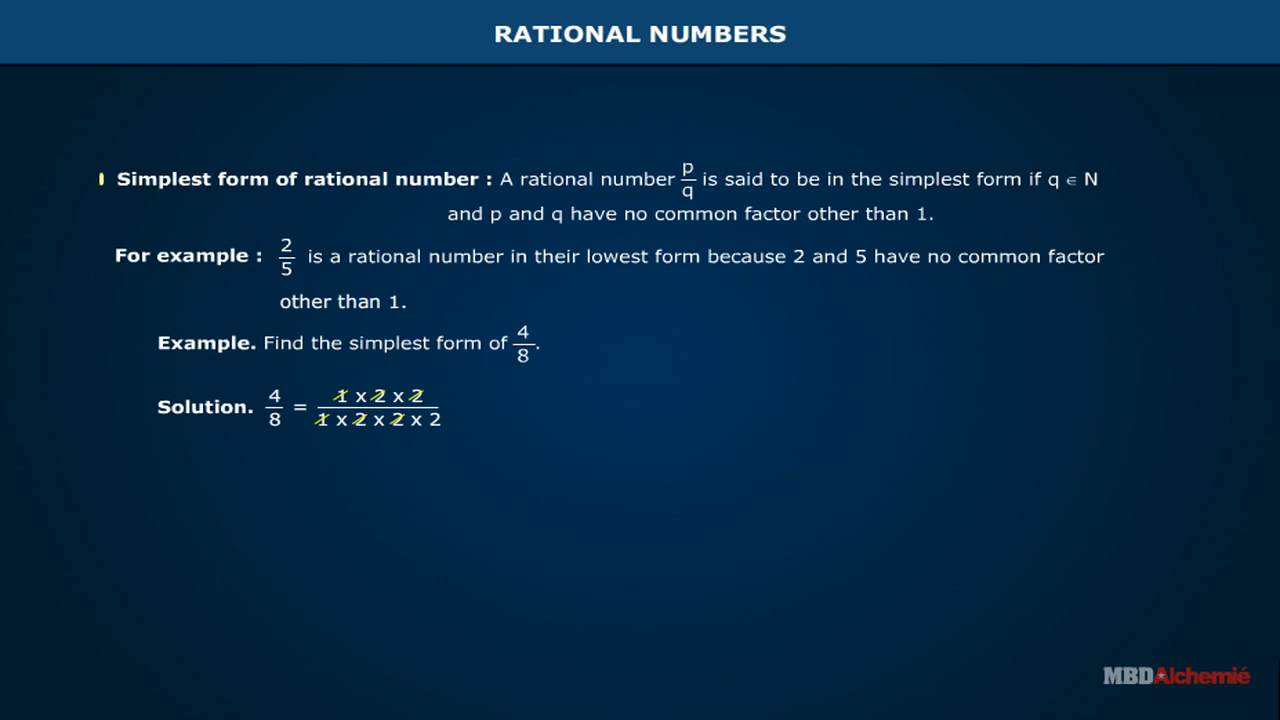 RATIONAL NUMBERS
Simplest form of rational number : A rational number p/q is said to be in the simplest form if q ∈ N
and p and q have no common factor other than 1.
For example : 2/5 is a rational number in their lowest form because 2 and 5 have no common factor
other than 1.
Example. Find the simplest form of 4/8.
Solution. 4/8 = 1 x 2 x 2 / 1 x 2 x 2 x 2
MBDAlchemié